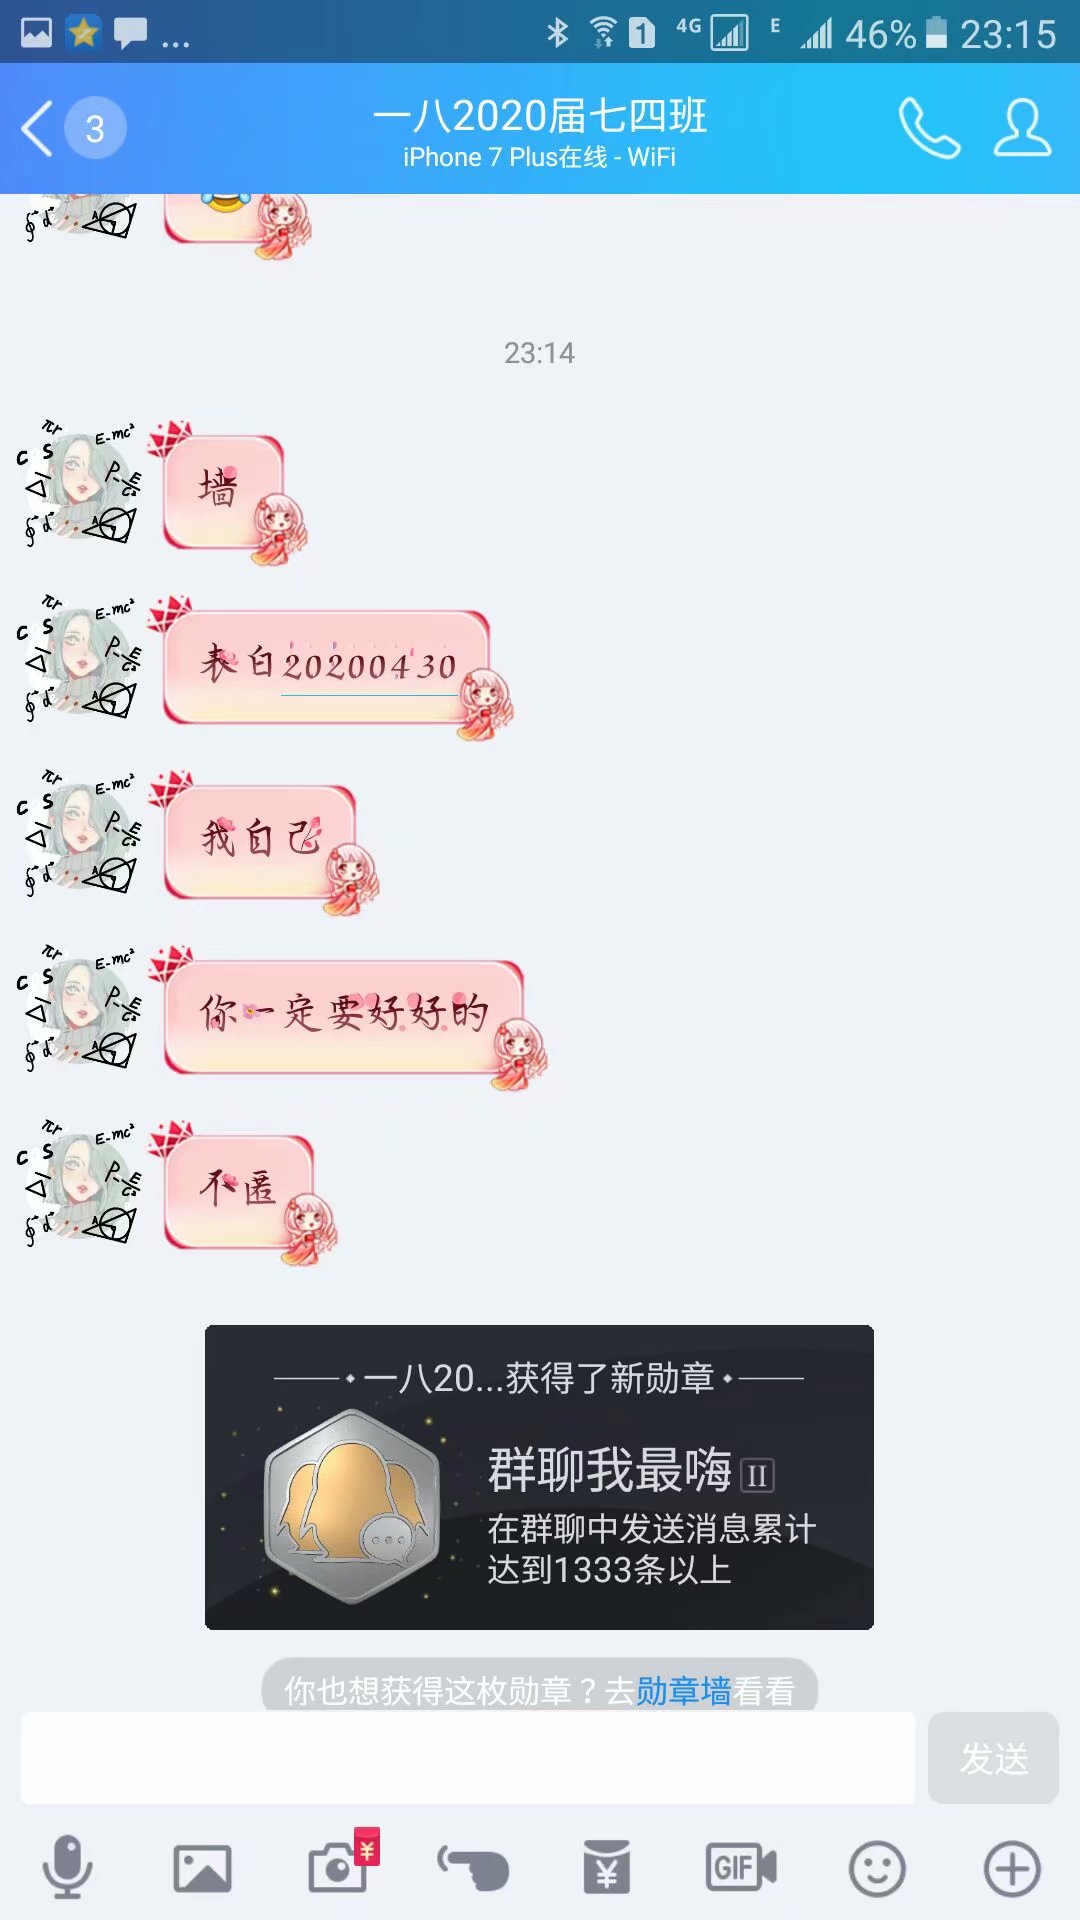 1 4G E 46% 23:15
3
一八2020届七四班
iPhone 7 Plus在线 - WiFi
23:14
墙
表白20200430
我自己
你一定要好好的
不匿
一八20...获得了新勋章
群聊我最嗨 II
在群聊中发送消息累计
达到1333条以上
你也想获得这枚勋章？去勋章墙看看
发送
¥
¥
GIF